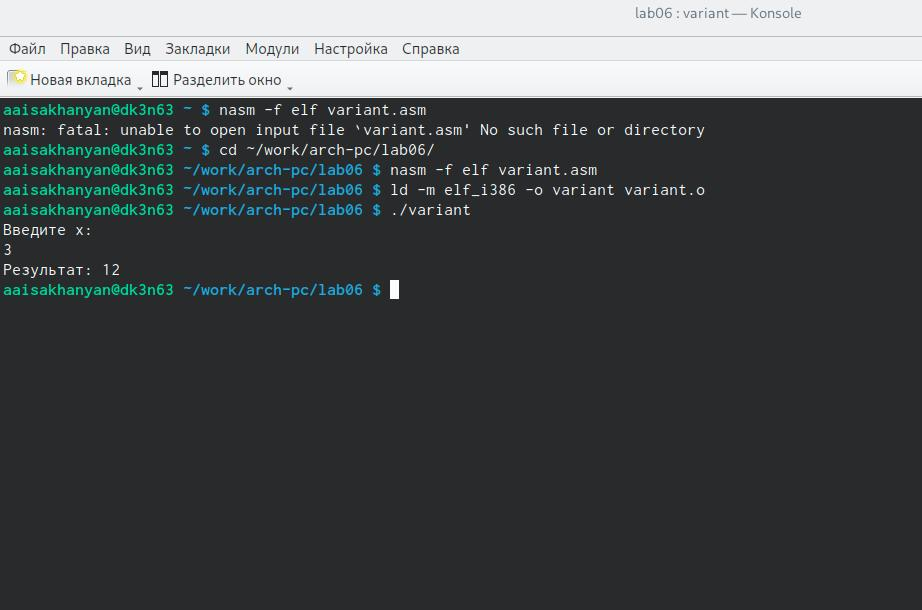 lab06 : variant — Konsole
Файл Правка Вид Закладки Модули Настройка Справка
Новая вкладка Разделить окно
aaisakhanyan@dk3n63 ~ $ nasm -f elf variant.asm
nasm: fatal: unable to open input file `variant.asm' No such file or directory
aaisakhanyan@dk3n63 ~ $ cd ~/work/arch-pc/lab06/
aaisakhanyan@dk3n63 ~/work/arch-pc/lab06 $ nasm -f elf variant.asm
aaisakhanyan@dk3n63 ~/work/arch-pc/lab06 $ ld -m elf_i386 -o variant variant.o
aaisakhanyan@dk3n63 ~/work/arch-pc/lab06 $ ./variant
Введите x:
3
Результат: 12
aaisakhanyan@dk3n63 ~/work/arch-pc/lab06 $